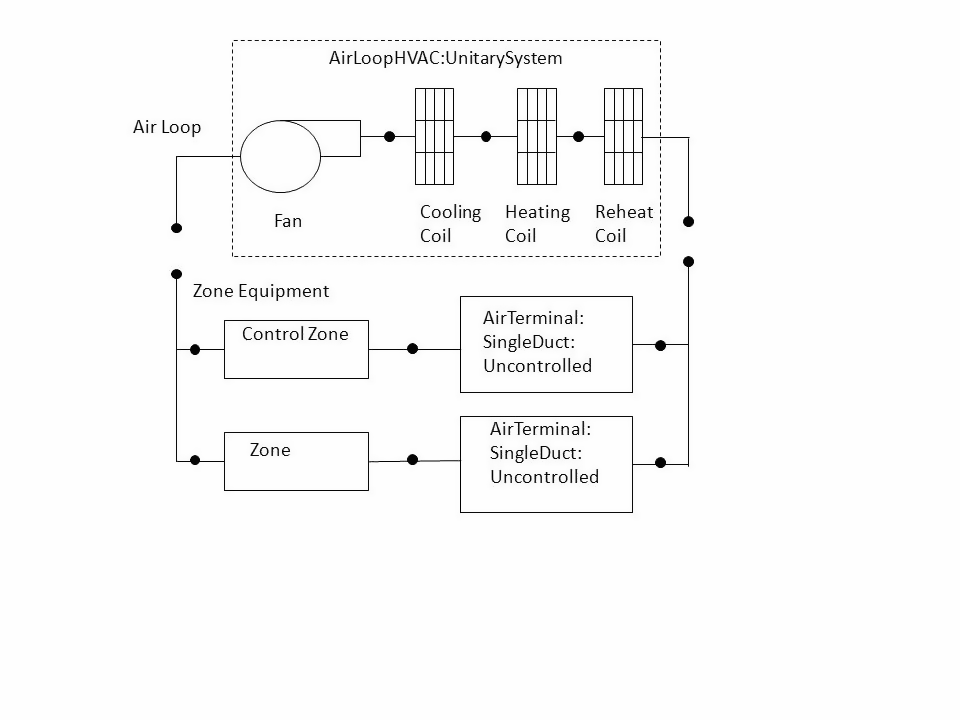 AirLoopHVAC:UnitarySystem
Air Loop
Fan
Cooling
Coil
Heating
Coil
Reheat
Coil
Zone Equipment
Control Zone
AirTerminal:
SingleDuct:
Uncontrolled
Zone
AirTerminal:
SingleDuct:
Uncontrolled